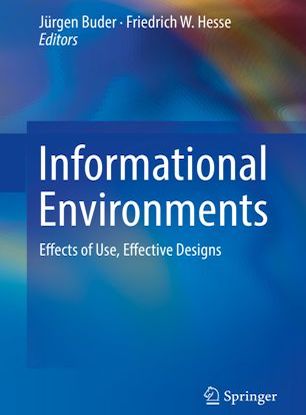 Jürgen Buder · Friedrich W. Hesse
Editors
Informational
Environments
Effects of Use, Effective Designs
Springer